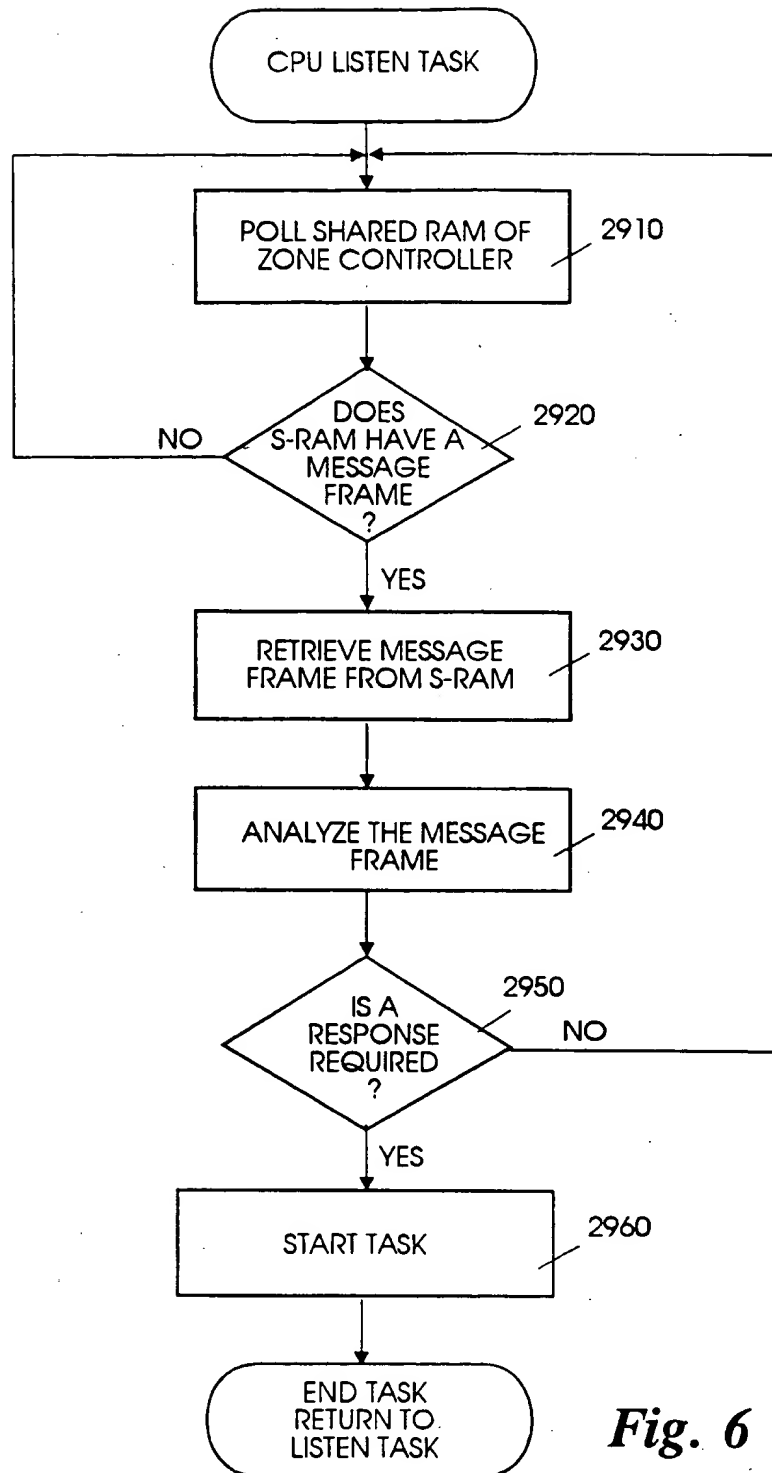 CPU LISTEN TASK
POLL SHARED RAM OF
ZONE CONTROLLER
2910
DOES
S-RAM HAVE A
MESSAGE
FRAME
?
2920
NO
YES
RETRIEVE MESSAGE
FRAME FROM S-RAM
2930
ANALYZE THE MESSAGE
FRAME
2940
IS A
RESPONSE
REQUIRED
?
2950
NO
YES
START TASK
2960
END TASK
RETURN TO
LISTEN TASK
Fig. 6